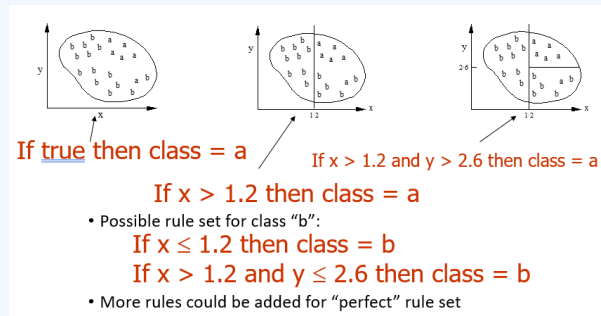 y
x
y
1·2
x
y
2·6
1·2
x
If true then class = a
If x > 1.2 and y > 2.6 then class = a
If x > 1.2 then class = a
• Possible rule set for class “b”:
If x ≤ 1.2 then class = b
If x > 1.2 and y ≤ 2.6 then class = b
• More rules could be added for “perfect” rule set